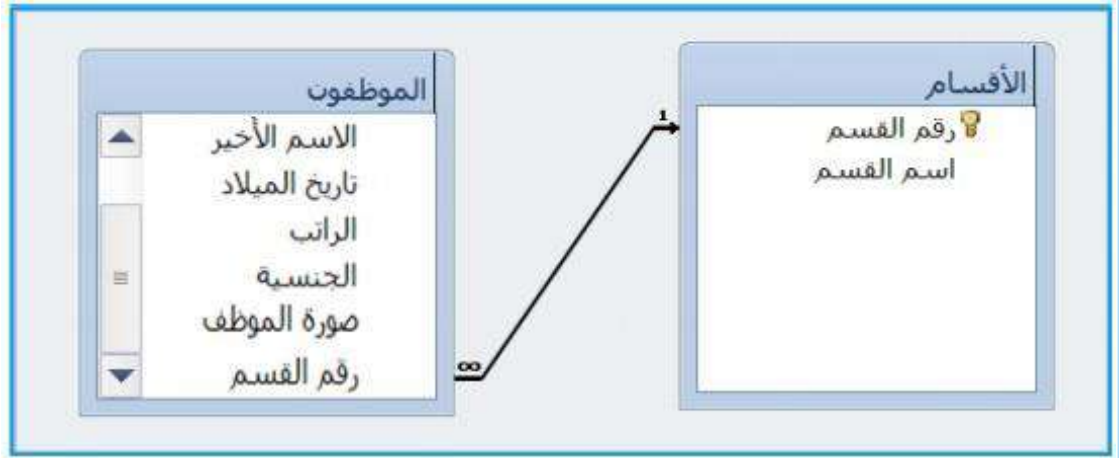 الأقسام
رقم القسم
اسم القسم
1
∞
الموظفون
الاسم الأخير
تاريخ الميلاد
الراتب
الجنسية
صورة الموظف
رقم القسم